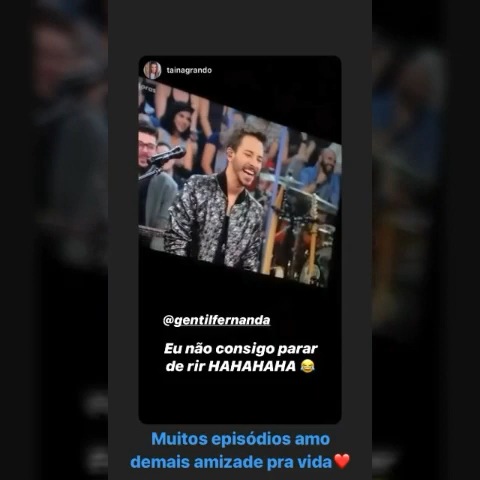 tainagrando
@gentilfernanda
Eu não consigo parar
de rir HAHAHAHA 😂
Muitos episódios amo
demais amizade pra vida❤️